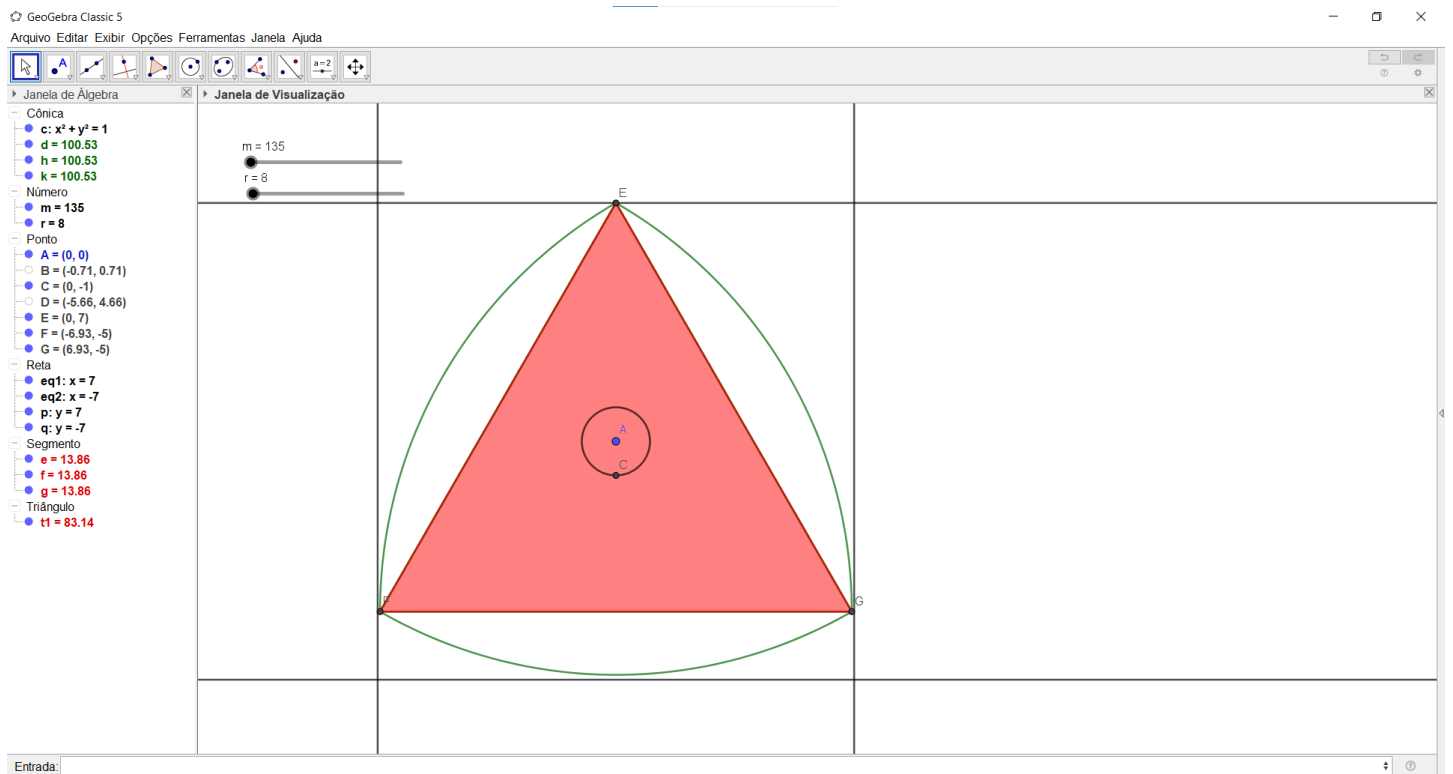 GeoGebra Classic 5
Arquivo Editar Exibir Opções Ferramentas Janela Ajuda
A
α
a=2
Janela de Álgebra
Janela de Visualização
Cônica
c: x² + y² = 1
d = 100.53
h = 100.53
k = 100.53
Número
m = 135
r = 8
Ponto
A = (0, 0)
B = (-0.71, 0.71)
C = (0, -1)
D = (-5.66, 4.66)
E = (0, 7)
F = (-6.93, -5)
G = (6.93, -5)
Reta
eq1: x = 7
eq2: x = -7
p: y = 7
q: y = -7
Segmento
e = 13.86
f = 13.86
g = 13.86
Triângulo
t1 = 83.14
m = 135
r = 8
E
A
C
F
G
Entrada: